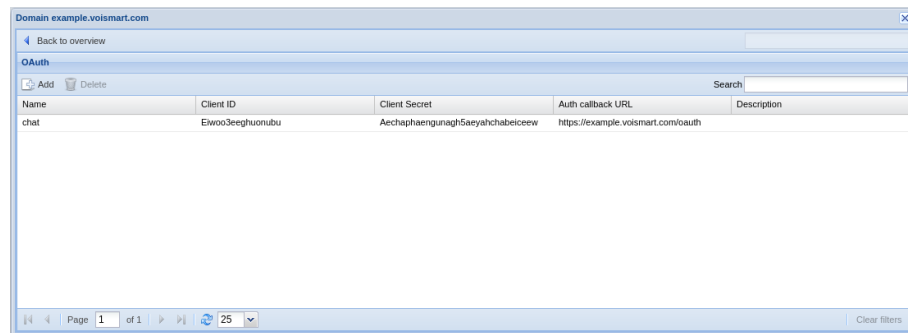 Domain example.voismart.com
Back to overview
OAuth
Add Delete Search
Name Client ID Client Secret Auth callback URL Description
chat Eiwoo3eeghuonubu Aechaphaengunagh5aeyahchabeiceew https://example.voismart.com/oauth
Page 1 of 1 25 Clear filters